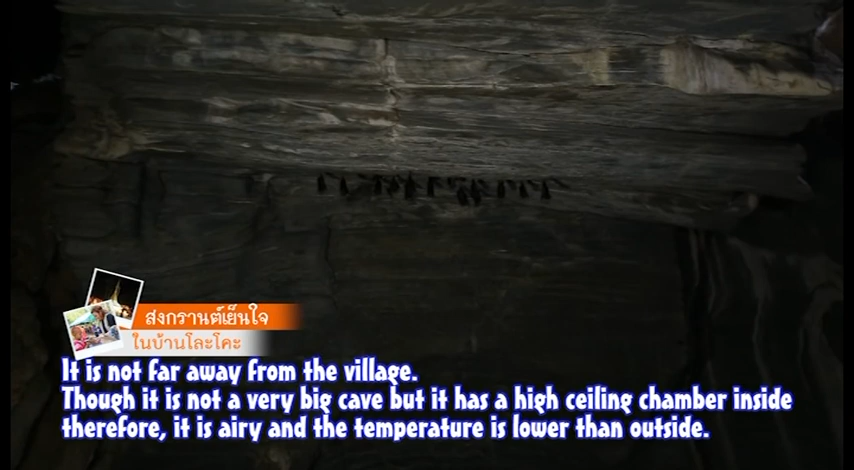 สงกรานต์เย็นใจ
ในบ้านโละโคะ
It is not far away from the village.
Though it is not a very big cave but it has a high ceiling chamber inside
therefore, it is airy and the temperature is lower than outside.